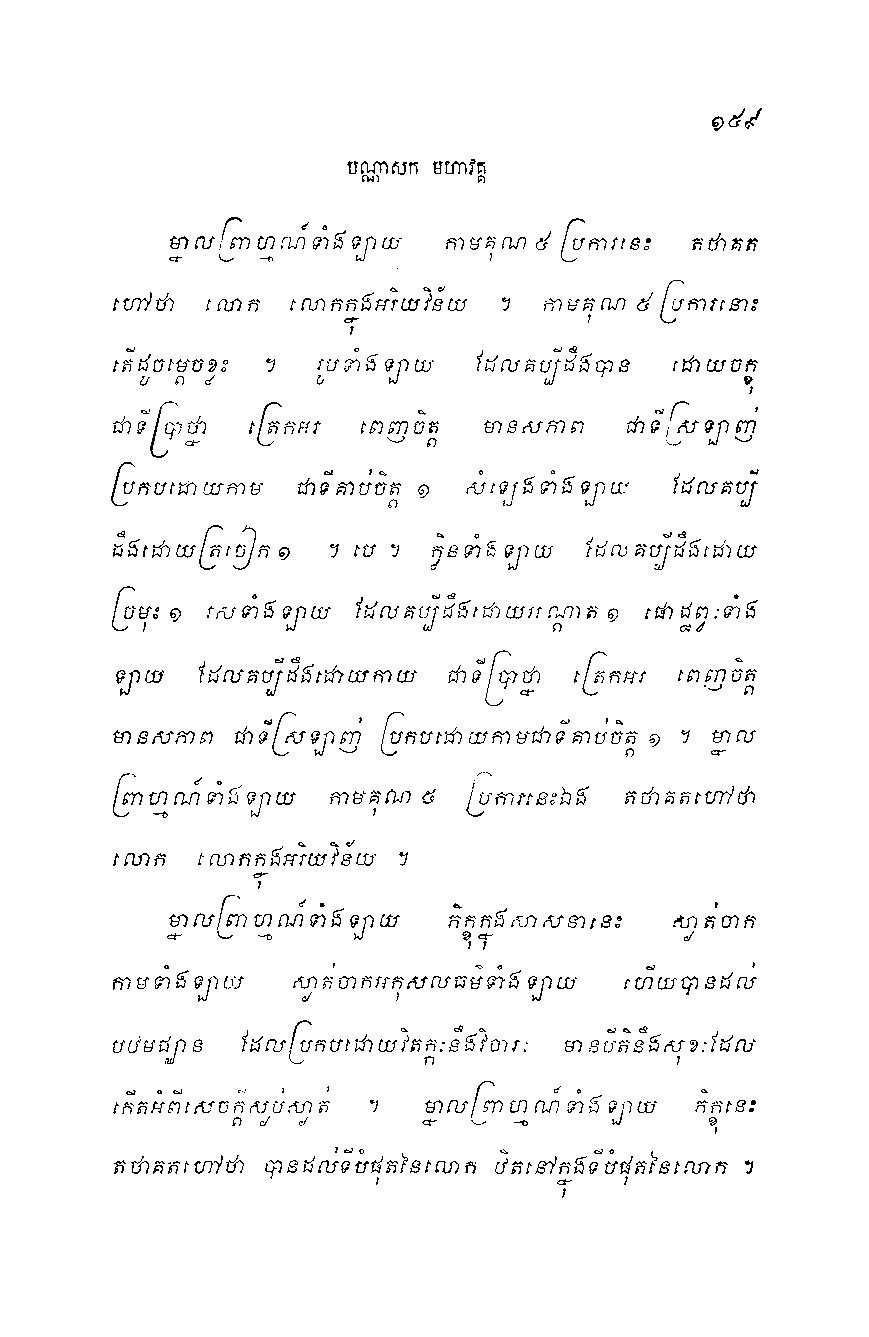 ១៥៩
បណ្ណាសក មហាវគ្គ
ម្នាលព្រាហ្មណ៍ទាំងឡាយ កាមគុណ ៥ ប្រការនេះ តថាគត
ហៅថា លោក លោកក្នុងអរិយវិន័យ ។ កាមគុណ ៥ ប្រការនោះ
តើដូចម្តេចខ្លះ ។ រូបទាំងឡាយ ដែលគប្បីដឹងបាន ដោយចក្ខុ
ជាទីប្រាថ្នា ត្រេកអរ ពេញចិត្ត មានសភាព ជាទីស្រឡាញ់
ប្រកបដោយកាម ជាទីគាប់ចិត្ត ១ សំឡេងទាំងឡាយ ដែលគប្បី
ដឹងដោយត្រចៀក ១ ។ បេ ។ ក្លិនទាំងឡាយ ដែលគប្បីដឹងដោយ
ច្រមុះ ១ រសទាំងឡាយ ដែលគប្បីដឹងដោយអណ្តាត ១ ផោដ្ឋព្វៈទាំង
ឡាយ ដែលគប្បីដឹងដោយកាយ ជាទីប្រាថ្នា ត្រេកអរ ពេញចិត្ត
មានសភាព ជាទីស្រឡាញ់ ប្រកបដោយកាមជាទីគាប់ចិត្ត ១ ។ ម្នាល
ព្រាហ្មណ៍ទាំងឡាយ កាមគុណ ៥ ប្រការនេះឯង តថាគតហៅថា
លោក លោកក្នុងអរិយវិន័យ ។
ម្នាលព្រាហ្មណ៍ទាំងឡាយ ភិក្ខុក្នុងសាសនានេះ ស្ងាត់ចាក
កាមទាំងឡាយ ស្ងាត់ចាកអកុសលធម៌ទាំងឡាយ ហើយបានដល់
បឋមជ្ឈាន ដែលប្រកបដោយវិតក្កៈនឹងវិចារៈ មានបីតិនឹងសុខៈដែល
កើតអំពីសេចក្តីស្ងប់ស្ងាត់ ។ ម្នាលព្រាហ្មណ៍ទាំងឡាយ ភិក្ខុនេះ
តថាគតហៅថា បានដល់ទីបំផុតនៃលោក ឋិតនៅក្នុងទីបំផុតនៃលោក ។